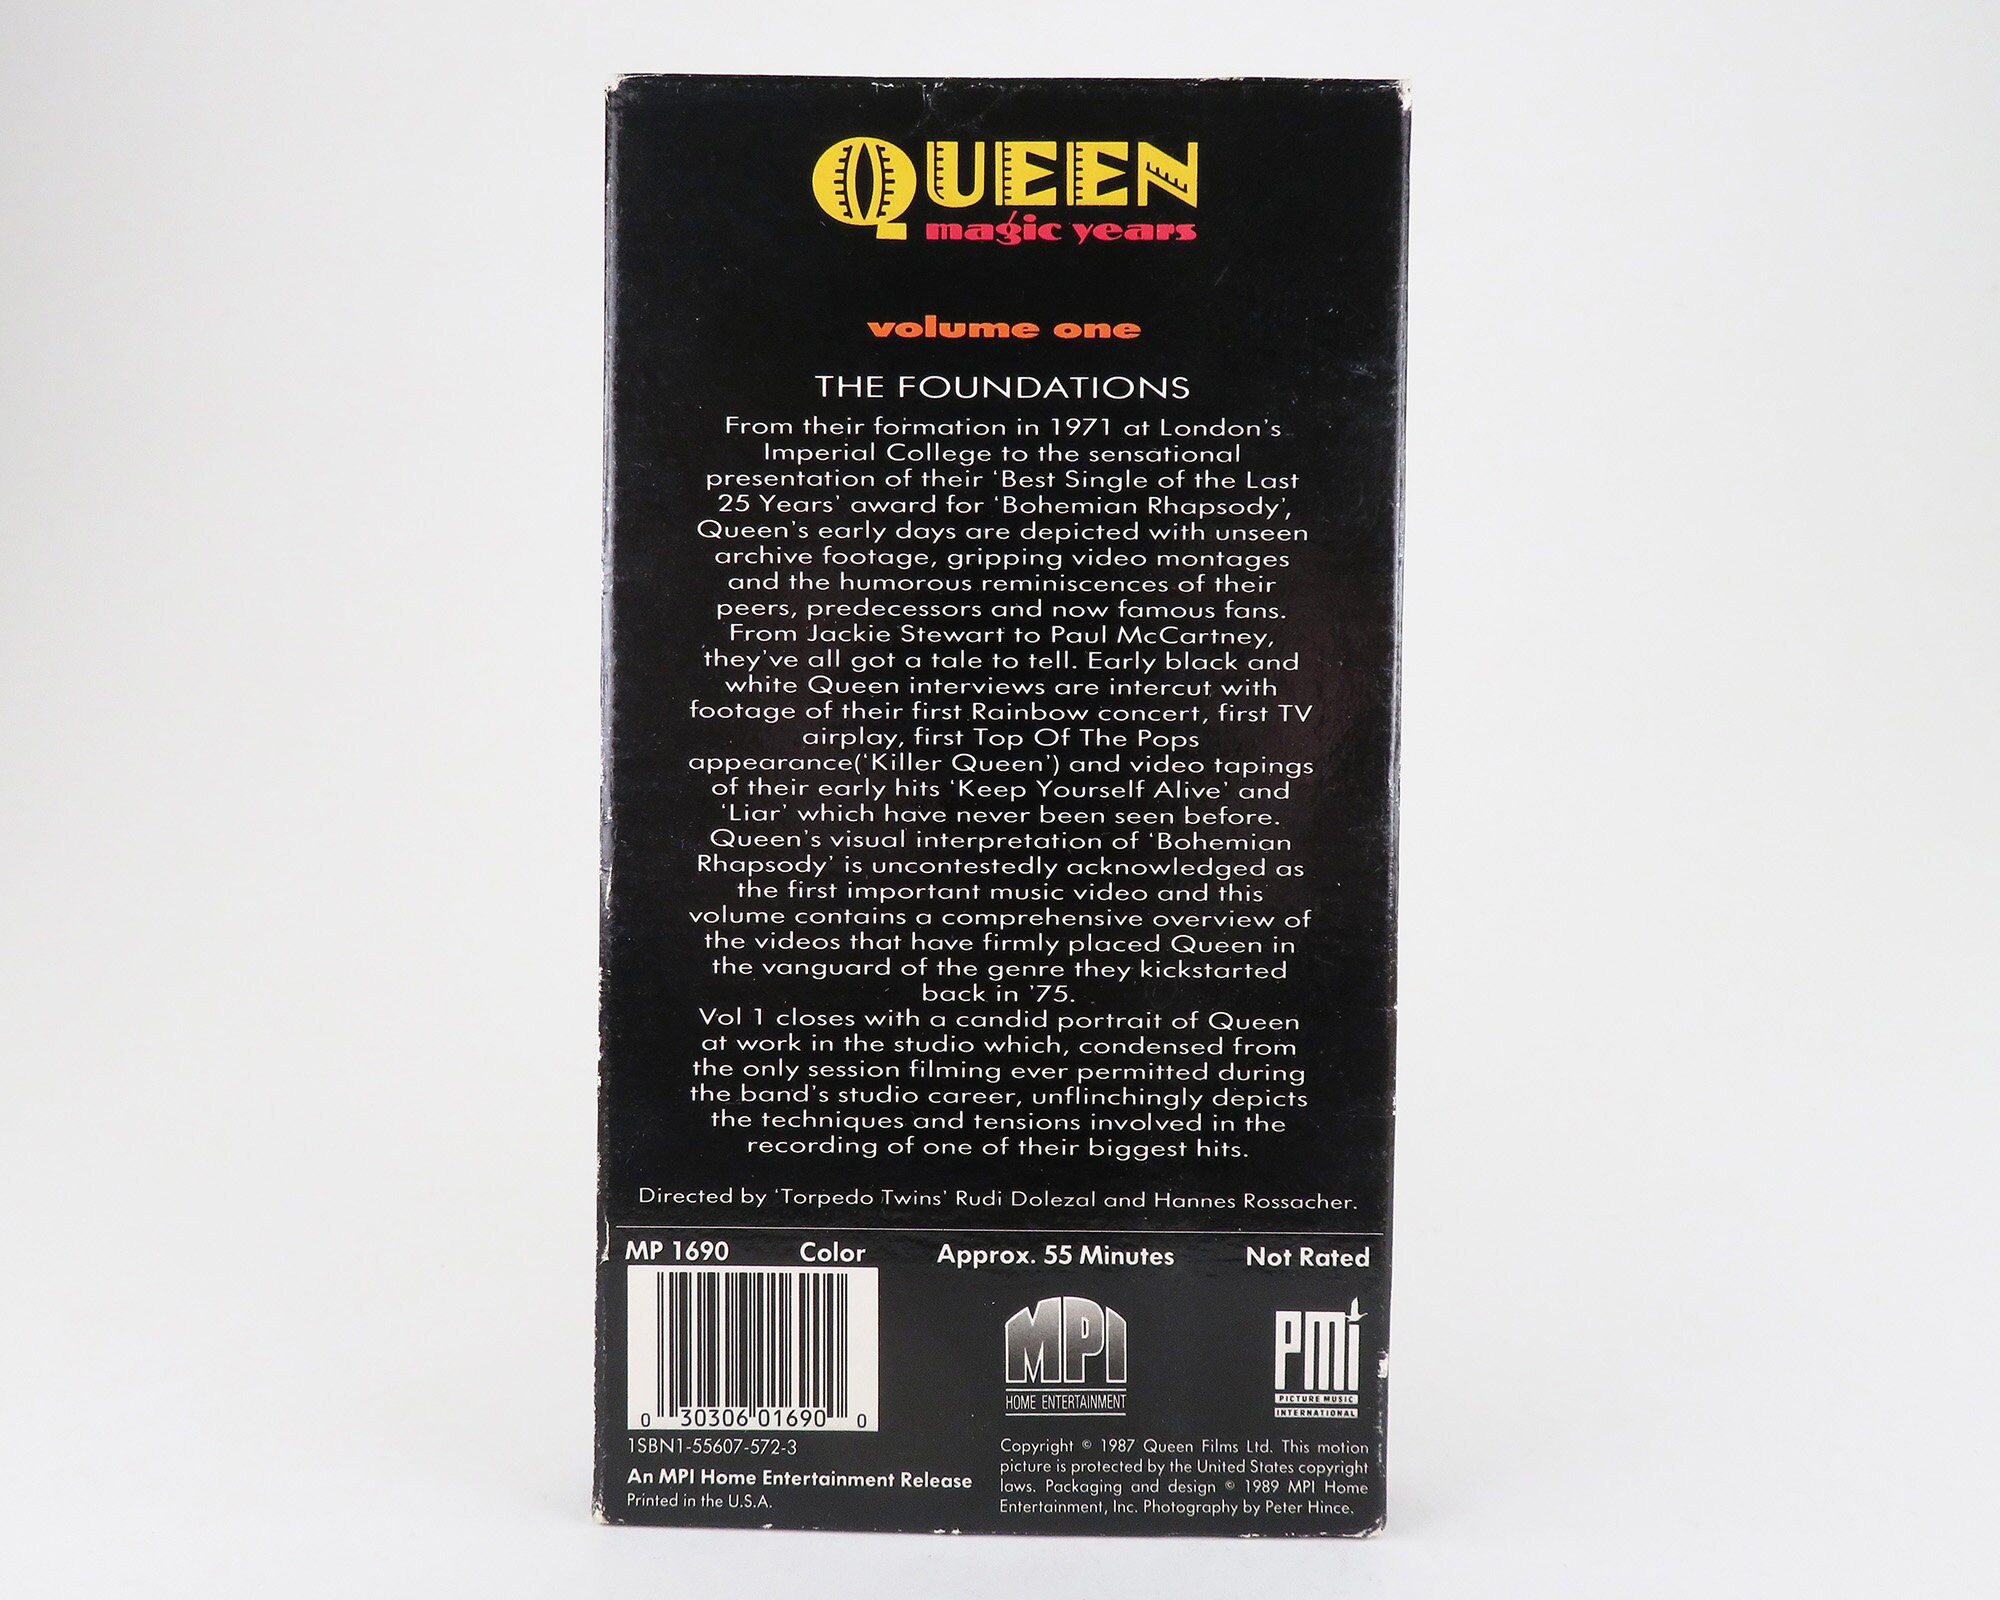 QUEEN
magic years
volume one
THE FOUNDATIONS
From their formation in 1971 at London's
Imperial College to the sensational
presentation of their 'Best Single of the Last
25 Years' award for 'Bohemian Rhapsody',
Queen's early days are depicted with unseen
archive footage, gripping video montages
and the humorous reminiscences of their
peers, predecessors and now famous fans.
From Jackie Stewart to Paul McCartney,
they've all got a tale to tell. Early black and
white Queen interviews are intercut with
footage of their first Rainbow concert, first TV
airplay, first Top Of The Pops
appearance('Killer Queen') and video tapings
of their early hits 'Keep Yourself Alive' and
'Liar' which have never been seen before.
Queen's visual interpretation of 'Bohemian
Rhapsody' is uncontestedly acknowledged as
the first important music video and this
volume contains a comprehensive overview of
the videos that have firmly placed Queen in
the vanguard of the genre they kickstarted
back in '75.
Vol 1 closes with a candid portrait of Queen
at work in the studio which, condensed from
the only session filming ever permitted during
the band's studio career, unflinchingly depicts
the techniques and tensions involved in the
recording of one of their biggest hits.
Directed by 'Torpedo Twins' Rudi Dolezal and Hannes Rossacher.
MP 1690 Color Approx. 55 Minutes Not Rated
0 30306 01690 0
1SBN1-55607-572-3
An MPI Home Entertainment Release
Printed in the U.S.A.
MPI
HOME ENTERTAINMENT
PMI
PICTURE MUSIC
INTERNATIONAL
Copyright © 1987 Queen Films Ltd. This motion
picture is protected by the United States copyright
laws. Packaging and design © 1989 MPI Home
Entertainment, Inc. Photography by Peter Hince.